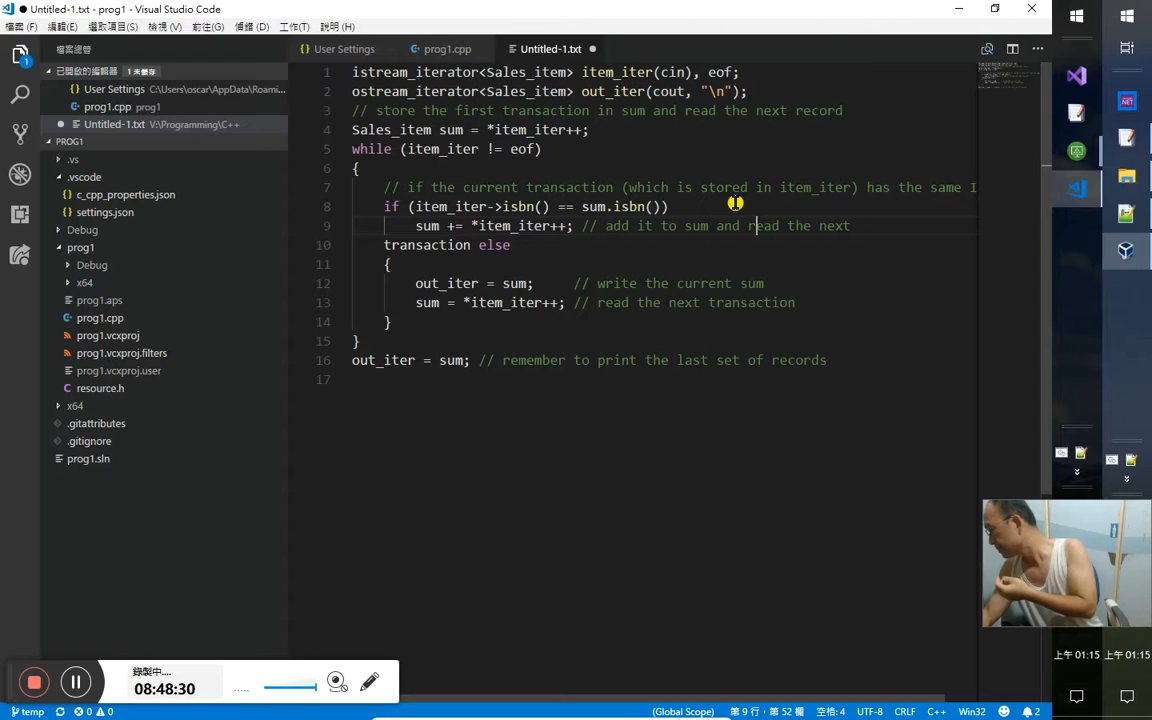 ● Untitled-1.txt - prog1 - Visual Studio Code
檔案 (F) 編輯(E) 選取項目(S) 檢視 (V) 前往(G) 偵錯 (D) 工作(T) 說明 (H)
檔案總管
User Settings prog1.cpp Untitled-1.txt
已開啟的編輯器 1 未儲存
User Settings C:\Users\oscar\AppData\Roami...
prog1.cpp prog1
Untitled-1.txt V:\Programming\C++
PROG1
.vs
.vscode
c_cpp_properties.json
settings.json
Debug
prog1
Debug
x64
prog1.aps
prog1.cpp
prog1.vcxproj
prog1.vcxproj.filters
prog1.vcxproj.user
resource.h
x64
.gitattributes
.gitignore
prog1.sln
1 istream_iterator<Sales_item> item_iter(cin), eof;
2 ostream_iterator<Sales_item> out_iter(cout, "\n");
3 // store the first transaction in sum and read the next record
4 Sales_item sum = *item_iter++;
5 while (item_iter != eof)
6 {
7 // if the current transaction (which is stored in item_iter) has the same I
8 if (item_iter->isbn() == sum.isbn())
9 sum += *item_iter++; // add it to sum and read the next
10 transaction else
11 {
12 out_iter = sum; // write the current sum
13 sum = *item_iter++; // read the next transaction
14 }
15 }
16 out_iter = sum; // remember to print the last set of records
17
錄製中....
08:48:30
上午 01:15 上午 01:15
temp 0 0 (Global Scope) 第 9 行，第 52 欄 空格: 4 UTF-8 CRLF C++ Win32 2